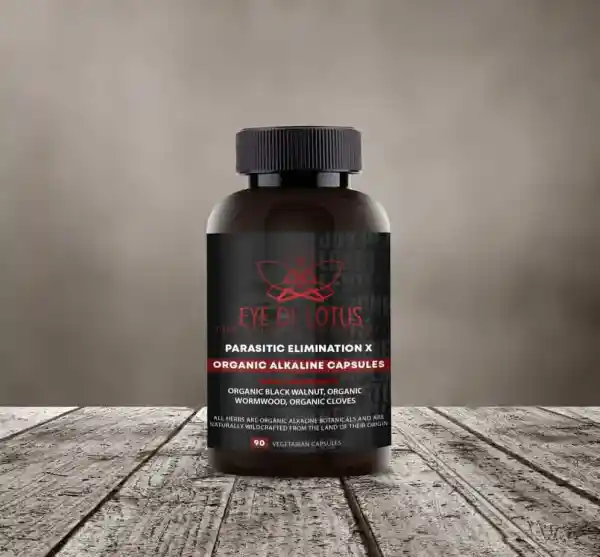 EYE OF LOTUS
PARASITIC ELIMINATION X
ORGANIC ALKALINE CAPSULES
ORGANIC BLACK WALNUT, ORGANIC
WORMWOOD, ORGANIC CLOVES
ALL HERBS ARE ORGANIC ALKALINE BOTANICALS AND ARE
NATURALLY WILDCRAFTED FROM THE LAND OF THEIR ORIGIN
90 VEGETARIAN CAPSULES